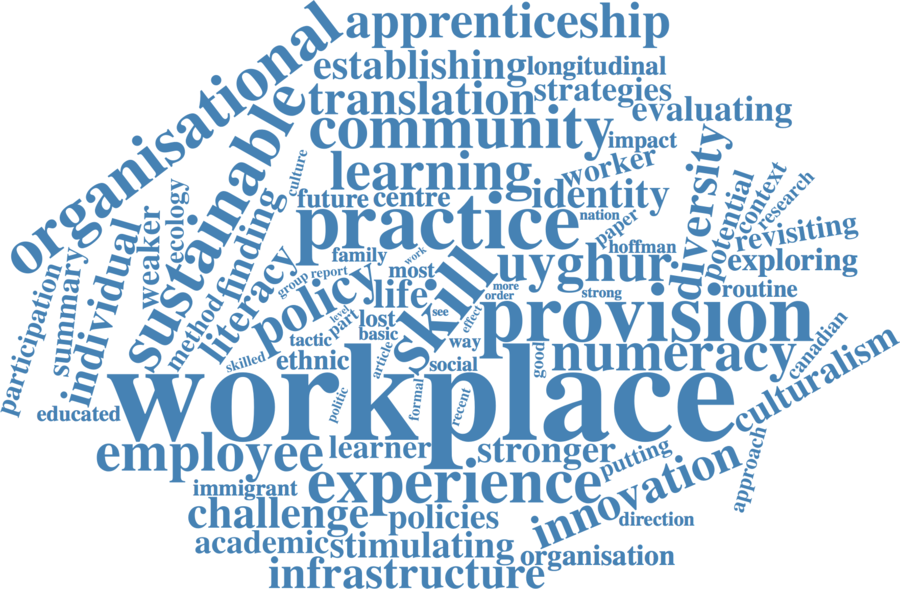 apprenticeship
organisational
establishing
longitudinal
translation
strategies
evaluating
community
impact
sustainable
culture
learning
worker
diversity
identity
future
centre
practice
nation
paper
hoffman
potential
context
research
revisiting
exploring
routine
ecology
weaker
individual
summary
participation
finding
method
literacy
family
work
group
report
policy
most
skill
uyghur
life
more
order
strong
provision
level
part
lost
see
effect
basic
tactic
way
article
skilled
ethnic
social
good
numeracy
canadian
culturalism
educated
workplace
politic
formal
recent
employee
learner
stronger
putting
approach
immigrant
experience
innovation
challenge
policies
direction
academic
stimulating
organisation
infrastructure